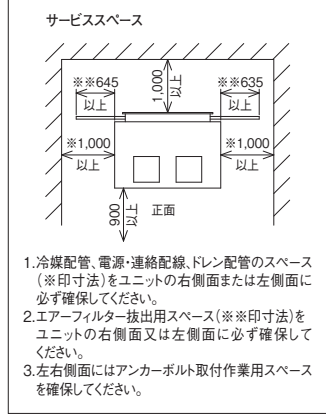 サービススペース
※※645
以上
1,000
以上
※※635
以上
※1,000
以上
※1,000
以上
900
以上
正面
1.冷媒配管、電源・連絡配線、ドレン配管のスペース
(※印寸法)をユニットの右側面または左側面に
必ず確保してください。
2.エアーフィルター抜出用スペース(※※印寸法)を
ユニットの右側面又は左側面に必ず確保して
ください。
3.左右側面にはアンカーボルト取付作業用スペース
を確保してください。